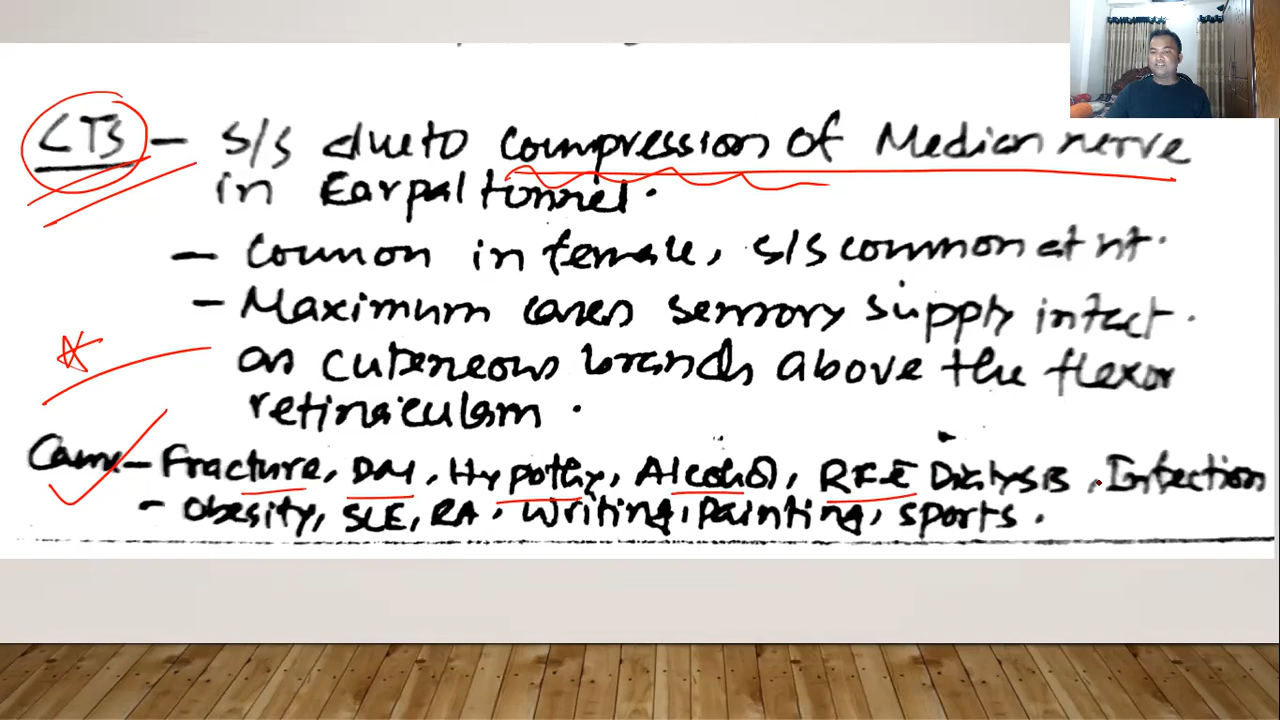 CTS - S/S due to compression of Median nerve
in Carpal tunnel.
- Common in female, S/S common at nt.
- Maximum cases sensory supply intact.
as cutaneous branch above the flexor
retinaculam.
Cause - Fracture, DM, Hypothy, Alcohol, Dialysis, Infection
- Obesity, SLE, RA, Writing, Painting, Sports.